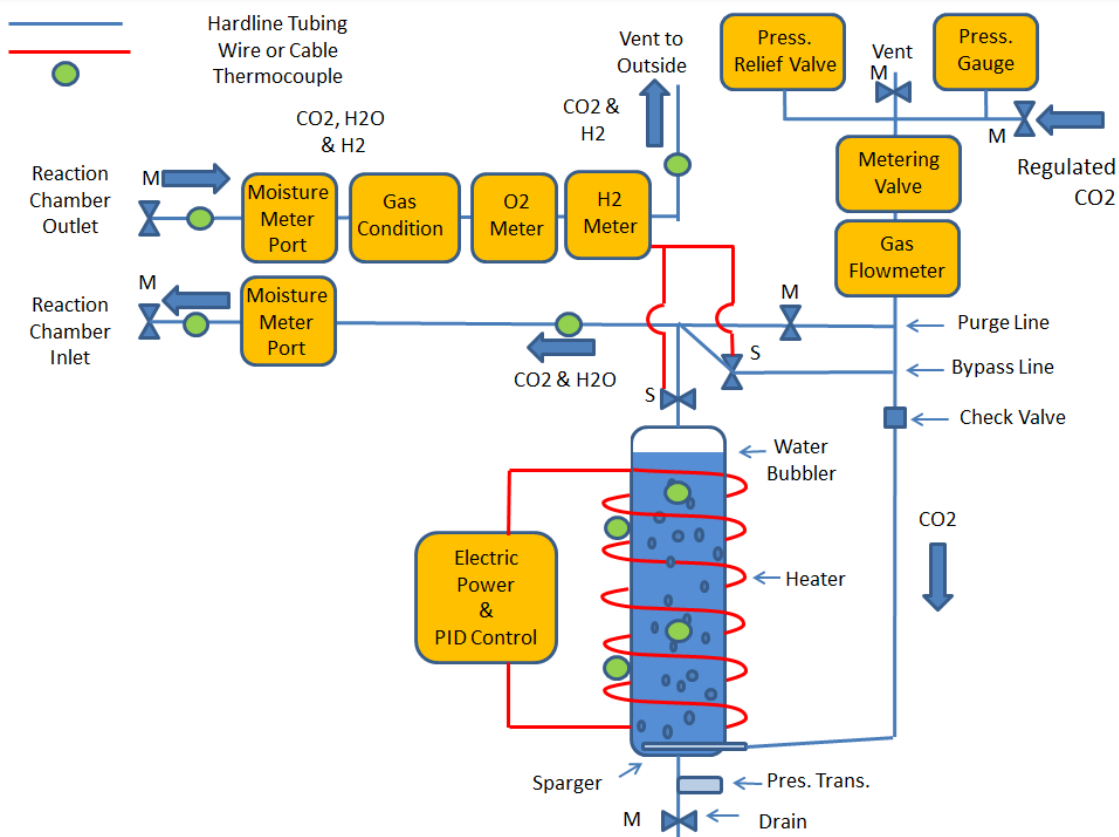 Hardline Tubing
Wire or Cable
Thermocouple
Vent to
Outside
Press.
Relief Valve
Vent
M
Press.
Gauge
CO2 &
H2
CO2, H2O
& H2
M
Regulated
CO2
Metering
Valve
Reaction
Chamber
Outlet
M
Moisture
Meter
Port
Gas
Condition
O2
Meter
H2
Meter
Gas
Flowmeter
Reaction
Chamber
Inlet
M
Moisture
Meter
Port
M
Purge Line
CO2 & H2O
S
Bypass Line
S
Check Valve
Water
Bubbler
CO2
Electric
Power
&
PID Control
Heater
Sparger
Pres. Trans.
M
Drain